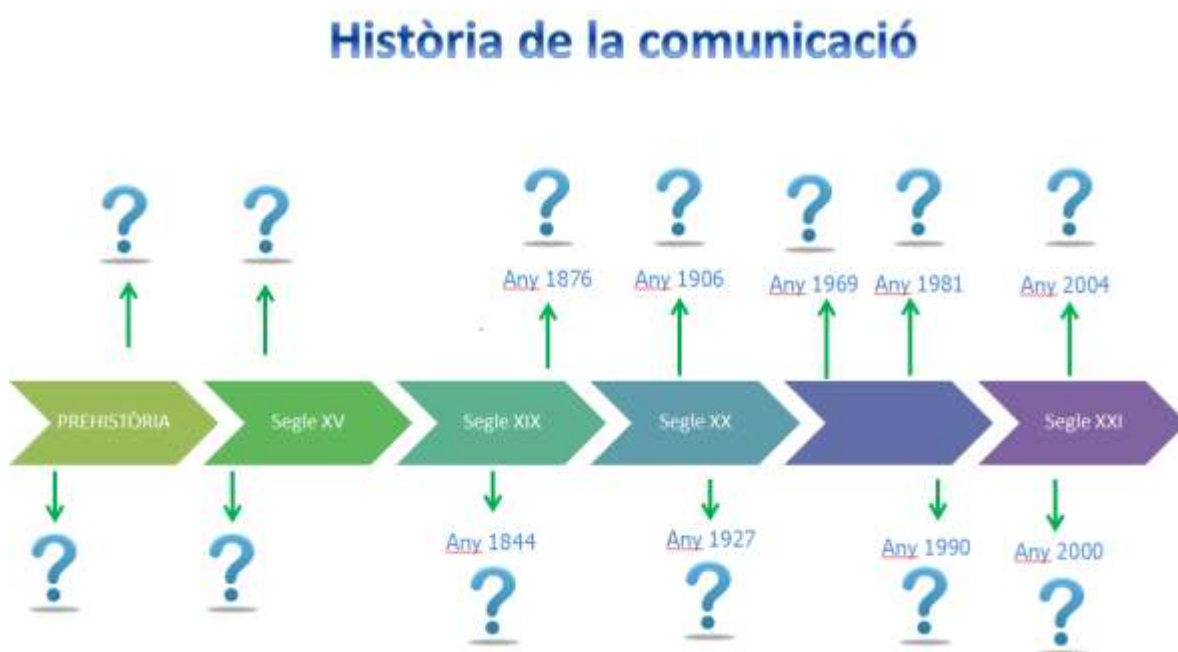 Història de la comunicació
Any 1876
Any 1906
Any 1969
Any 1981
Any 2004
PREHISTÒRIA
Segle XV
Segle XIX
Segle XX
Segle XXI
Any 1844
Any 1927
Any 1990
Any 2000